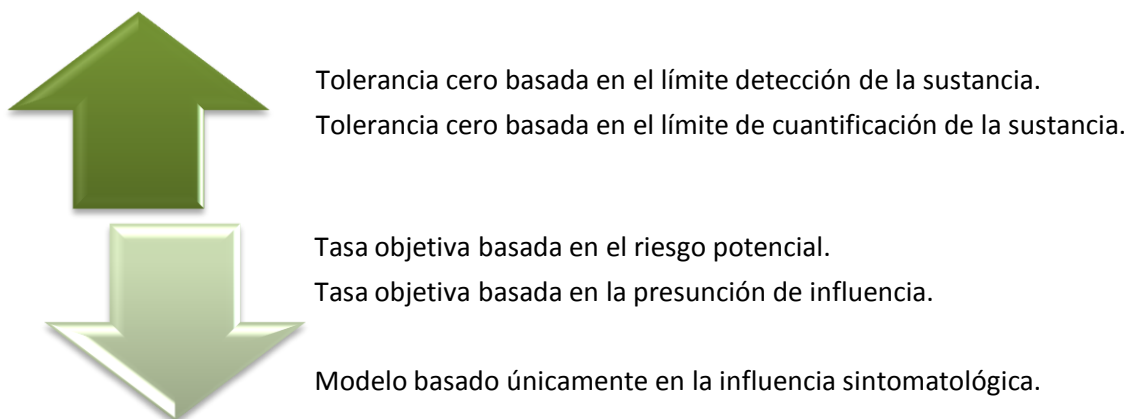 Tolerancia cero basada en el límite detección de la sustancia.
Tolerancia cero basada en el límite de cuantificación de la sustancia.
Tasa objetiva basada en el riesgo potencial.
Tasa objetiva basada en la presunción de influencia.
Modelo basado únicamente en la influencia sintomatológica.